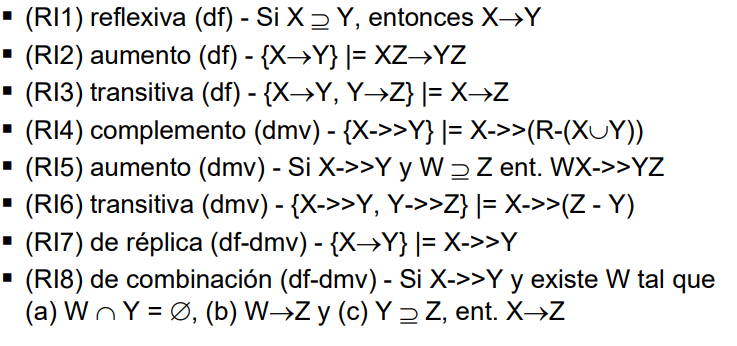 ▪ (RI1) reflexiva (df) - Si X ⊇ Y, entonces X→Y
▪ (RI2) aumento (df) - {X→Y} |= XZ→YZ
▪ (RI3) transitiva (df) - {X→Y, Y→Z} |= X→Z
▪ (RI4) complemento (dmv) - {X->>Y} |= X->>(R-(X∪Y))
▪ (RI5) aumento (dmv) - Si X->>Y y W ⊇ Z ent. WX->>YZ
▪ (RI6) transitiva (dmv) - {X->>Y, Y->>Z} |= X->>(Z - Y)
▪ (RI7) de réplica (df-dmv) - {X→Y} |= X->>Y
▪ (RI8) de combinación (df-dmv) - Si X->>Y y existe W tal que
(a) W ∩ Y = ∅, (b) W→Z y (c) Y ⊇ Z, ent. X→Z